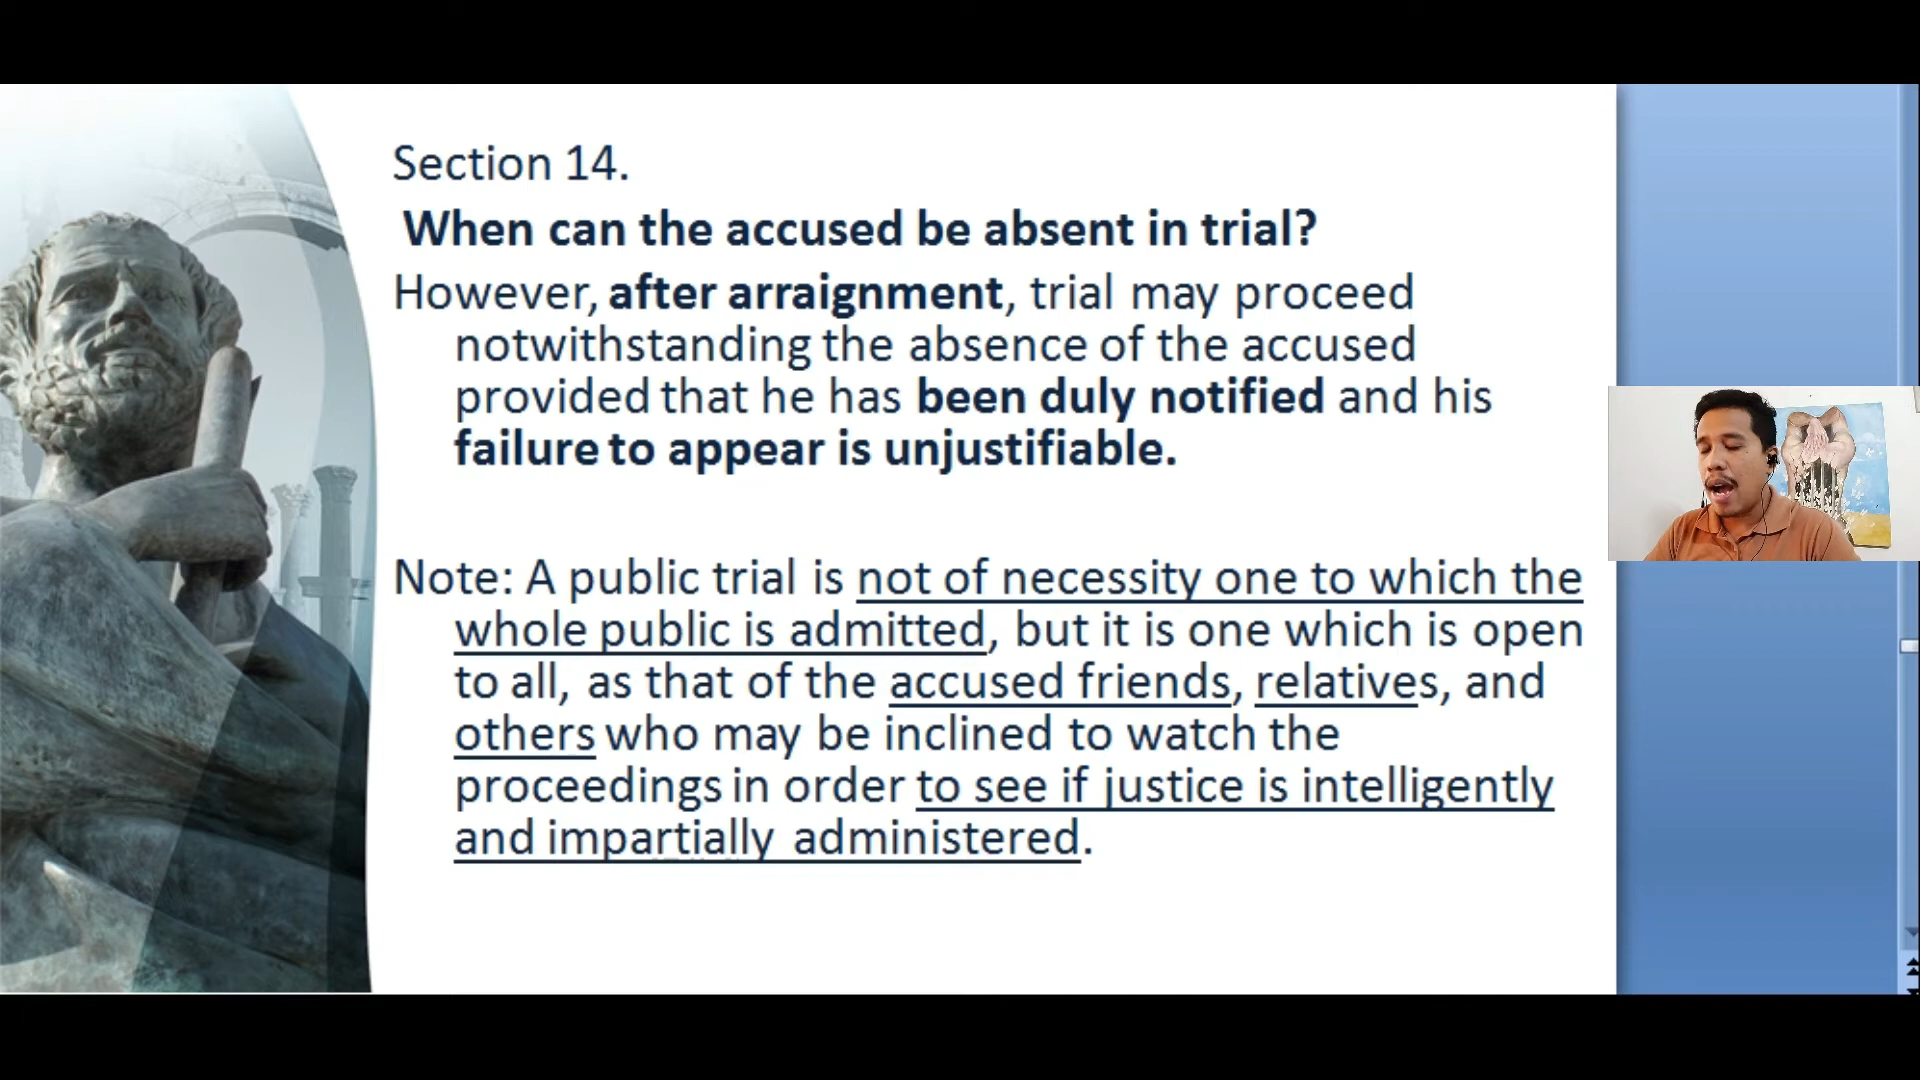 Section 14.
When can the accused be absent in trial?
However, after arraignment, trial may proceed
notwithstanding the absence of the accused
provided that he has been duly notified and his
failure to appear is unjustifiable.
Note: A public trial is not of necessity one to which the
whole public is admitted, but it is one which is open
to all, as that of the accused friends, relatives, and
others who may be inclined to watch the
proceedings in order to see if justice is intelligently
and impartially administered.